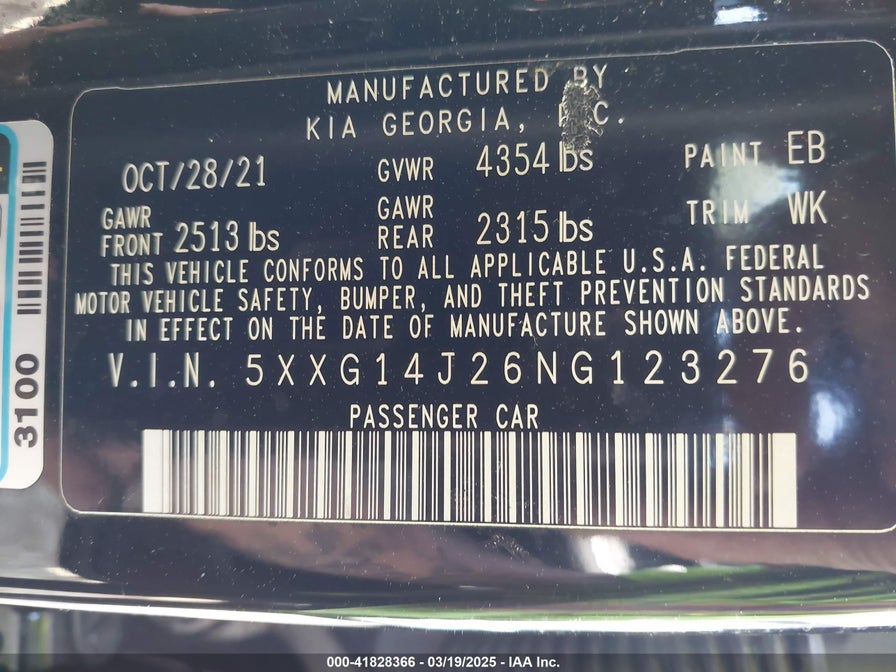 MANUFACTURED BY
KIA GEORGIA,
OCT/28/21 GVWR 4354 lbs PAINT EB
GAWR FRONT 2513 lbs GAWR REAR 2315 lbs TRIM WK
THIS VEHICLE CONFORMS TO ALL APPLICABLE U.S.A. FEDERAL
MOTOR VEHICLE SAFETY, BUMPER, AND THEFT PREVENTION STANDARDS
IN EFFECT ON THE DATE OF MANUFACTURE SHOWN ABOVE.
V.I.N. 5XXG14J26NG123276
PASSENGER CAR
3100
000-41828366 - 03/19/2025 - IAA Inc.